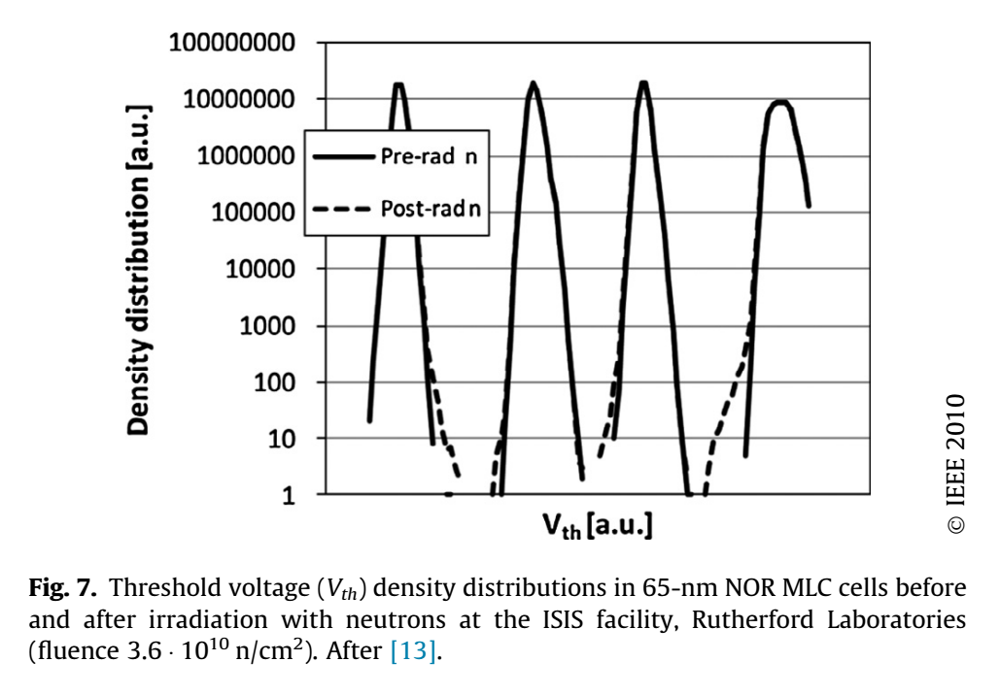 100000000
10000000
1000000
100000
10000
1000
100
10
1
Density distribution [a.u.]
Pre-rad n
Post-rad n
V_th [a.u.]
© IEEE 2010
Fig. 7. Threshold voltage (V_th) density distributions in 65-nm NOR MLC cells before
and after irradiation with neutrons at the ISIS facility, Rutherford Laboratories
(fluence 3.6 · 10¹⁰ n/cm²). After [13].